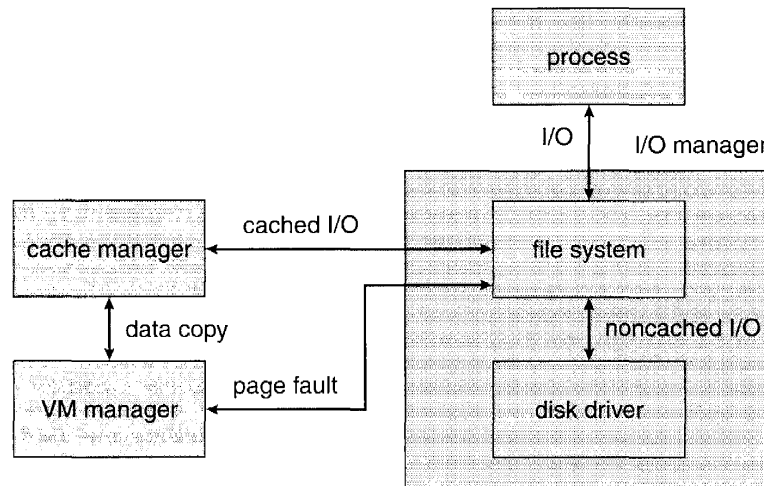 process
I/O
I/O manager
cached I/O
cache manager
file system
data copy
noncached I/O
page fault
VM manager
disk driver